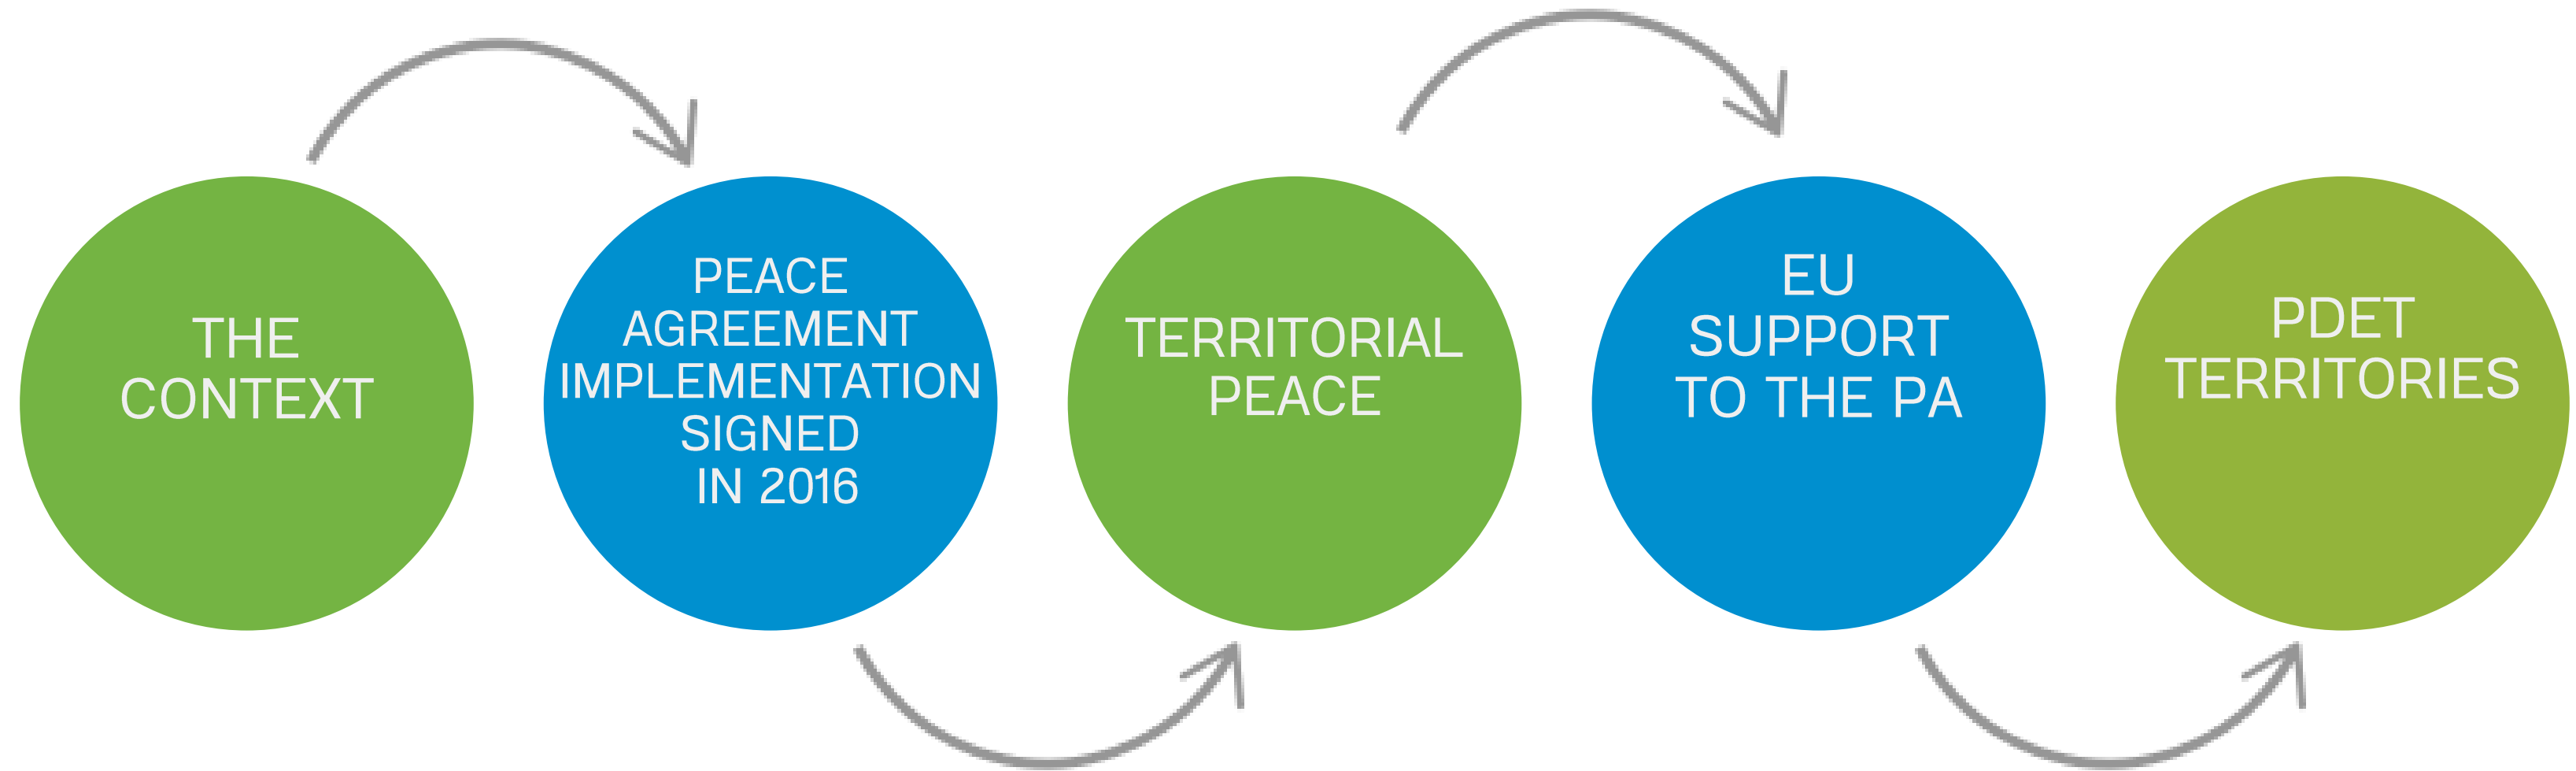 THE
CONTEXT
PEACE
AGREEMENT
IMPLEMENTATION
SIGNED
IN 2016
TERRITORIAL
PEACE
EU
SUPPORT
TO THE PA
PDET
TERRITORIES